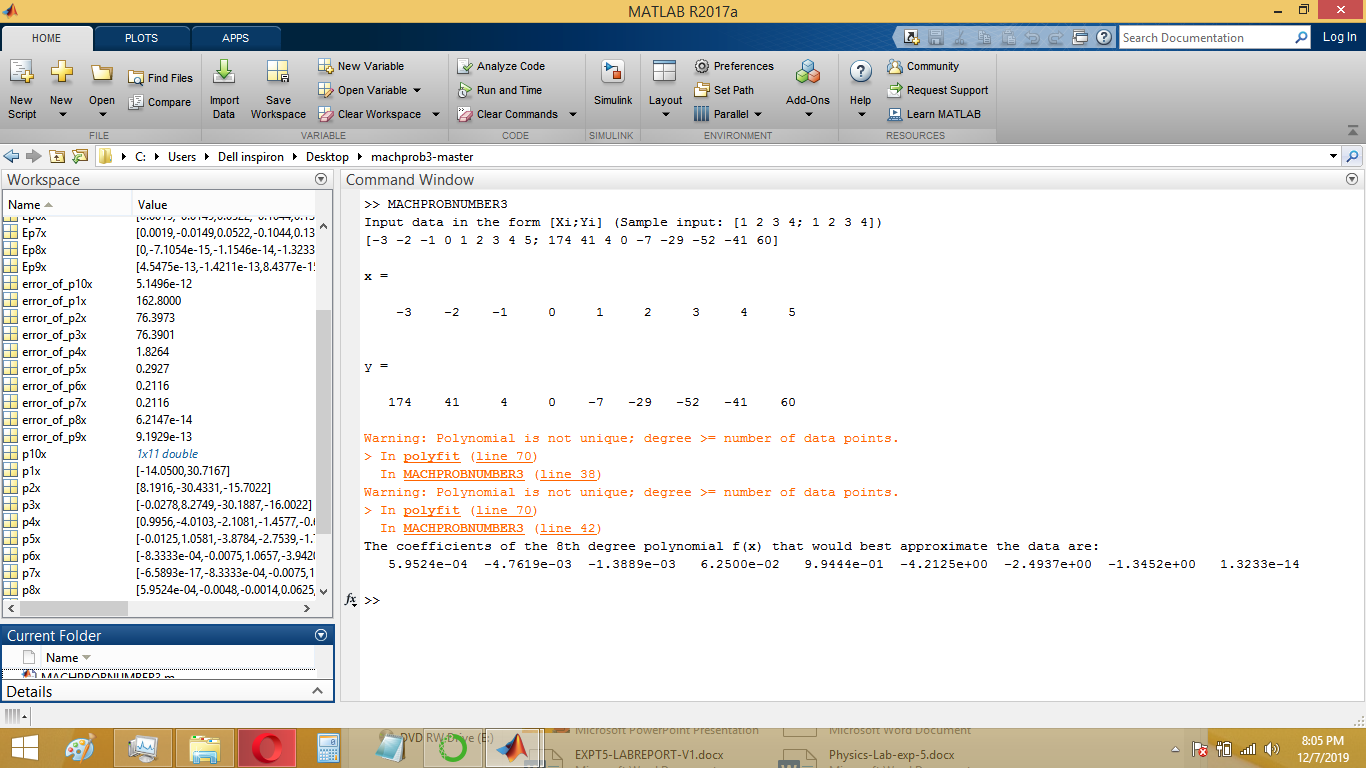 MATLAB R2017a
HOME PLOTS APPS
Search Documentation
Log In
New Script
New
Open
Find Files
Compare
Import Data
Save Workspace
New Variable
Open Variable
Clear Workspace
Analyze Code
Run and Time
Clear Commands
Simulink
Layout
Preferences
Set Path
Parallel
Add-Ons
Help
Community
Request Support
Learn MATLAB
FILE VARIABLE CODE SIMULINK ENVIRONMENT RESOURCES
C: Users Dell inspiron Desktop machprob3-master
Workspace
Name Value
Ep7x [0.0019,-0.0149,0.0522,-0.1044,0.13
Ep8x [0,-7.1054e-15,-1.1546e-14,-1.3233
Ep9x [4.5475e-13,-1.4211e-13,8.4377e-15
error_of_p10x 5.1496e-12
error_of_p1x 162.8000
error_of_p2x 76.3973
error_of_p3x 76.3901
error_of_p4x 1.8264
error_of_p5x 0.2927
error_of_p6x 0.2116
error_of_p7x 0.2116
error_of_p8x 6.2147e-14
error_of_p9x 9.1929e-13
p10x 1x11 double
p1x [-14.0500,30.7167]
p2x [8.1916,-30.4331,-15.7022]
p3x [-0.0278,8.2749,-30.1887,-16.0022]
p4x [0.9956,-4.0103,-2.1081,-1.4577,-0.
p5x [-0.0125,1.0581,-3.8784,-2.7539,-1.
p6x [-8.3333e-04,-0.0075,1.0657,-3.942
p7x [-6.5893e-17,-8.3333e-04,-0.0075,1
p8x [5.9524e-04,-0.0048,-0.0014,0.0625,
Current Folder
Name
MACHPROBNUMBER3.m
Details
Command Window
>> MACHPROBNUMBER3
Input data in the form [Xi;Yi] (Sample input: [1 2 3 4; 1 2 3 4])
[-3 -2 -1 0 1 2 3 4 5; 174 41 4 0 -7 -29 -52 -41 60]
x =
-3 -2 -1 0 1 2 3 4 5
y =
174 41 4 0 -7 -29 -52 -41 60
Warning: Polynomial is not unique; degree >= number of data points.
> In polyfit (line 70)
In MACHPROBNUMBER3 (line 38)
Warning: Polynomial is not unique; degree >= number of data points.
> In polyfit (line 70)
In MACHPROBNUMBER3 (line 42)
The coefficients of the 8th degree polynomial f(x) that would best approximate the data are:
5.9524e-04 -4.7619e-03 -1.3889e-03 6.2500e-02 9.9444e-01 -4.2125e+00 -2.4937e+00 -1.3452e+00 1.3233e-14
fx >>
DVD RW Drive (E:)
Microsoft PowerPoint Presentation
Microsoft Word Document
EXPT5-LABREPORT-V1.docx
Physics-Lab-exp-5.docx
8:05 PM
12/7/2019